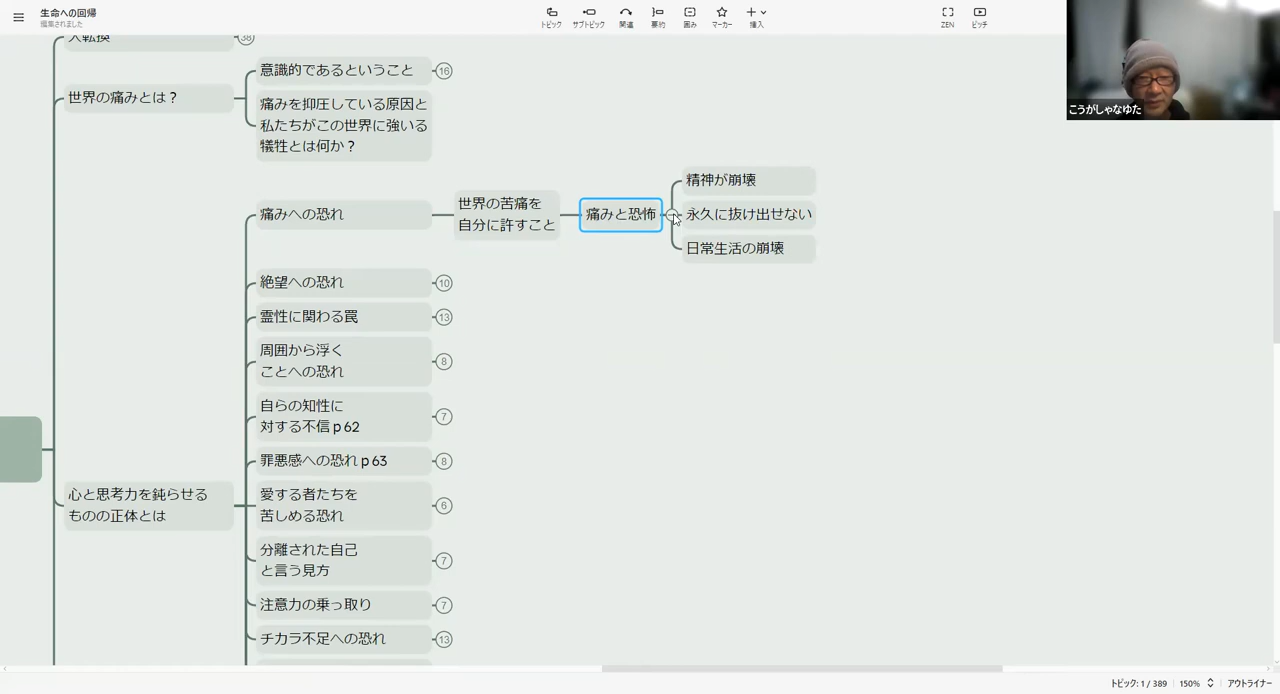 生命への回帰
編集されました
トピック
サブトピック
関連
要約
囲み
マーカー
挿入
ZEN
ピッチ
こうがしゃなゆた
大転換
38
世界の痛みとは？
意識的であるということ
16
痛みを抑圧している原因と
私たちがこの世界に強いる
犠牲とは何か？
痛みへの恐れ
世界の苦痛を
自分に許すこと
痛みと恐怖
精神が崩壊
永久に抜け出せない
日常生活の崩壊
絶望への恐れ
10
霊性に関わる罠
13
周囲から浮く
ことへの恐れ
8
自らの知性に
対する不信ｐ62
7
罪悪感への恐れｐ63
8
心と思考力を鈍らせる
ものの正体とは
愛する者たちを
苦しめる恐れ
6
分離された自己
と言う見方
7
注意力の乗っ取り
7
チカラ不足への恐れ
13
トピック: 1 / 389
150%
アウトライナー